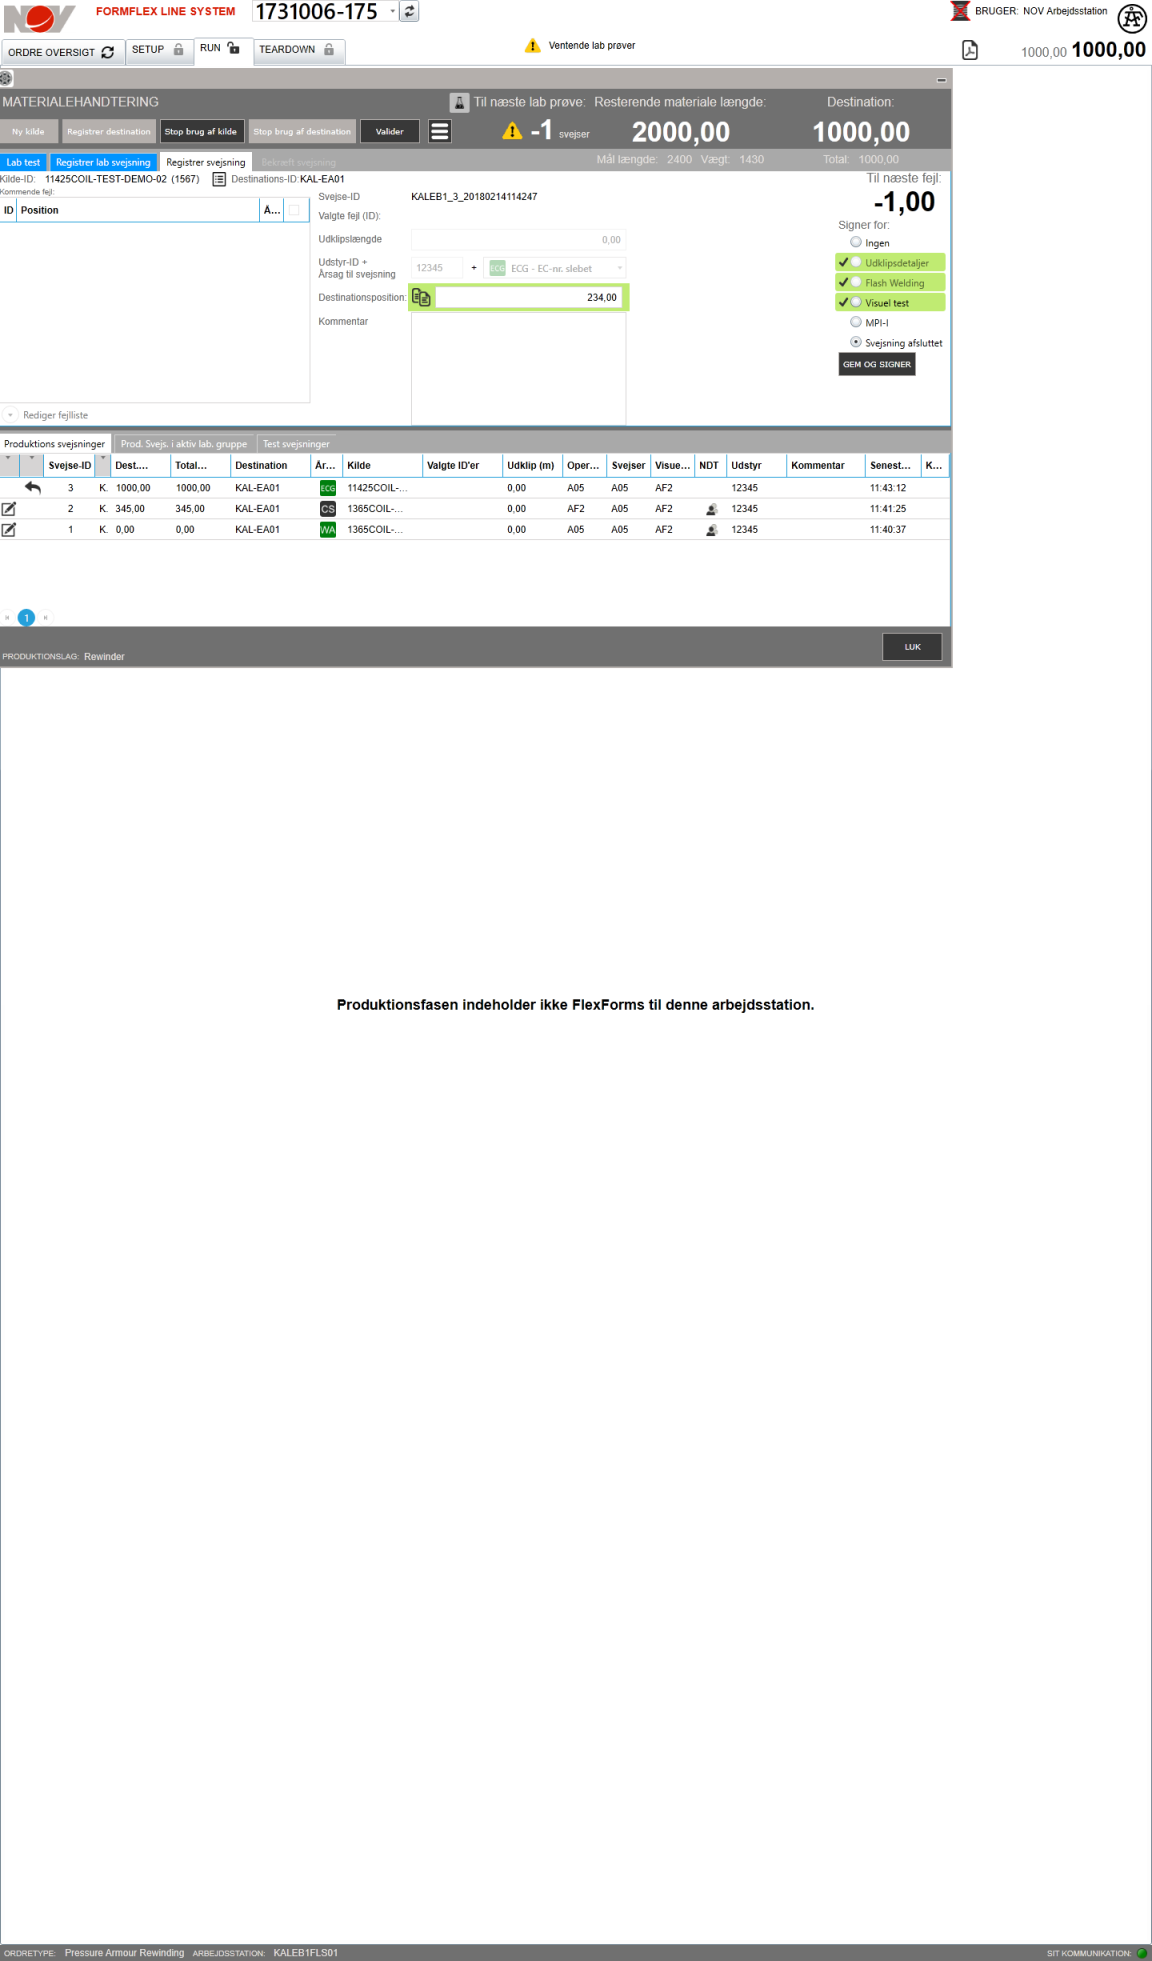 NOV FORMFLEX LINE SYSTEM 1731006-175 BRUGER: NOV Arbejdsstation
ORDRE OVERSIGT SETUP RUN TEARDOWN Ventende lab prøver 1000,00 1000,00
MATERIALEHANDTERING Til næste lab prøve: Resterende materiale længde: Destination:
Ny kilde Registrer destination Stop brug af kilde Stop brug af destination Valider -1 svejser 2000,00 1000,00
Lab test Registrer lab svejsning Registrer svejsning Bekræft svejsning Mål længde: 2400 Vægt: 1430 Total: 1000,00
Kilde-ID: 11425COIL-TEST-DEMO-02 (1567) Destinations-ID: KAL-EA01 Til næste fejl:
Kommende fejl:
-1,00
ID Position Å...
Svejse-ID KALEB1_3_20180214114247
Valgte fejl (ID):
Udklipslængde 0,00
Udstyr-ID +
Årsag til svejsning 12345 + ECG ECG - EC-nr. slebet
Destinationsposition: 234,00
Kommentar
Signer for:
Ingen
Udklipsdetaljer
Flash Welding
Visuel test
MPI-I
Svejsning afsluttet
GEM OG SIGNER
Rediger fejlliste
Produktions svejsninger Prod. Svejs. i aktiv lab. gruppe Test svejsninger
Svejse-ID Dest.... Total... Destination År... Kilde Valgte ID'er Udklip (m) Oper... Svejser Visue... NDT Udstyr Kommentar Senest... K...
3 K. 1000,00 1000,00 KAL-EA01 ECG 11425COIL-... 0,00 A05 A05 AF2 12345 11:43:12
2 K. 345,00 345,00 KAL-EA01 CS 1365COIL-... 0,00 AF2 A05 AF2 12345 11:41:25
1 K. 0,00 0,00 KAL-EA01 WA 1365COIL-... 0,00 A05 A05 AF2 12345 11:40:37
1
LUK
PRODUKTIONSLAG: Rewinder
Produktionsfasen indeholder ikke FlexForms til denne arbejdsstation.
ORDRETYPE: Pressure Armour Rewinding ARBEJDSSTATION: KALEB1FLS01 SIT KOMMUNIKATION: